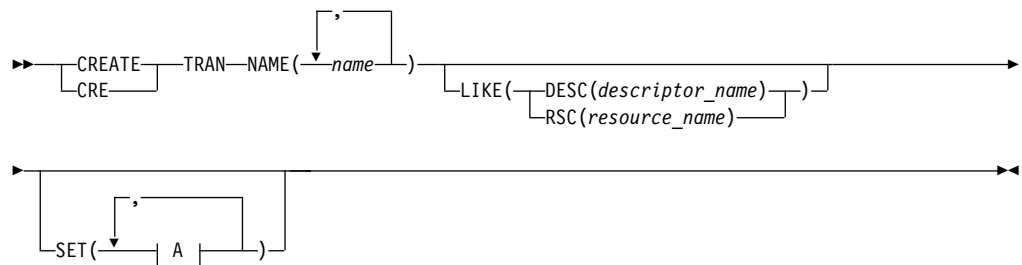 ,
CREATE TRAN NAME( name )
CRE LIKE( DESC(descriptor_name) )
RSC(resource_name)
,
SET( A )